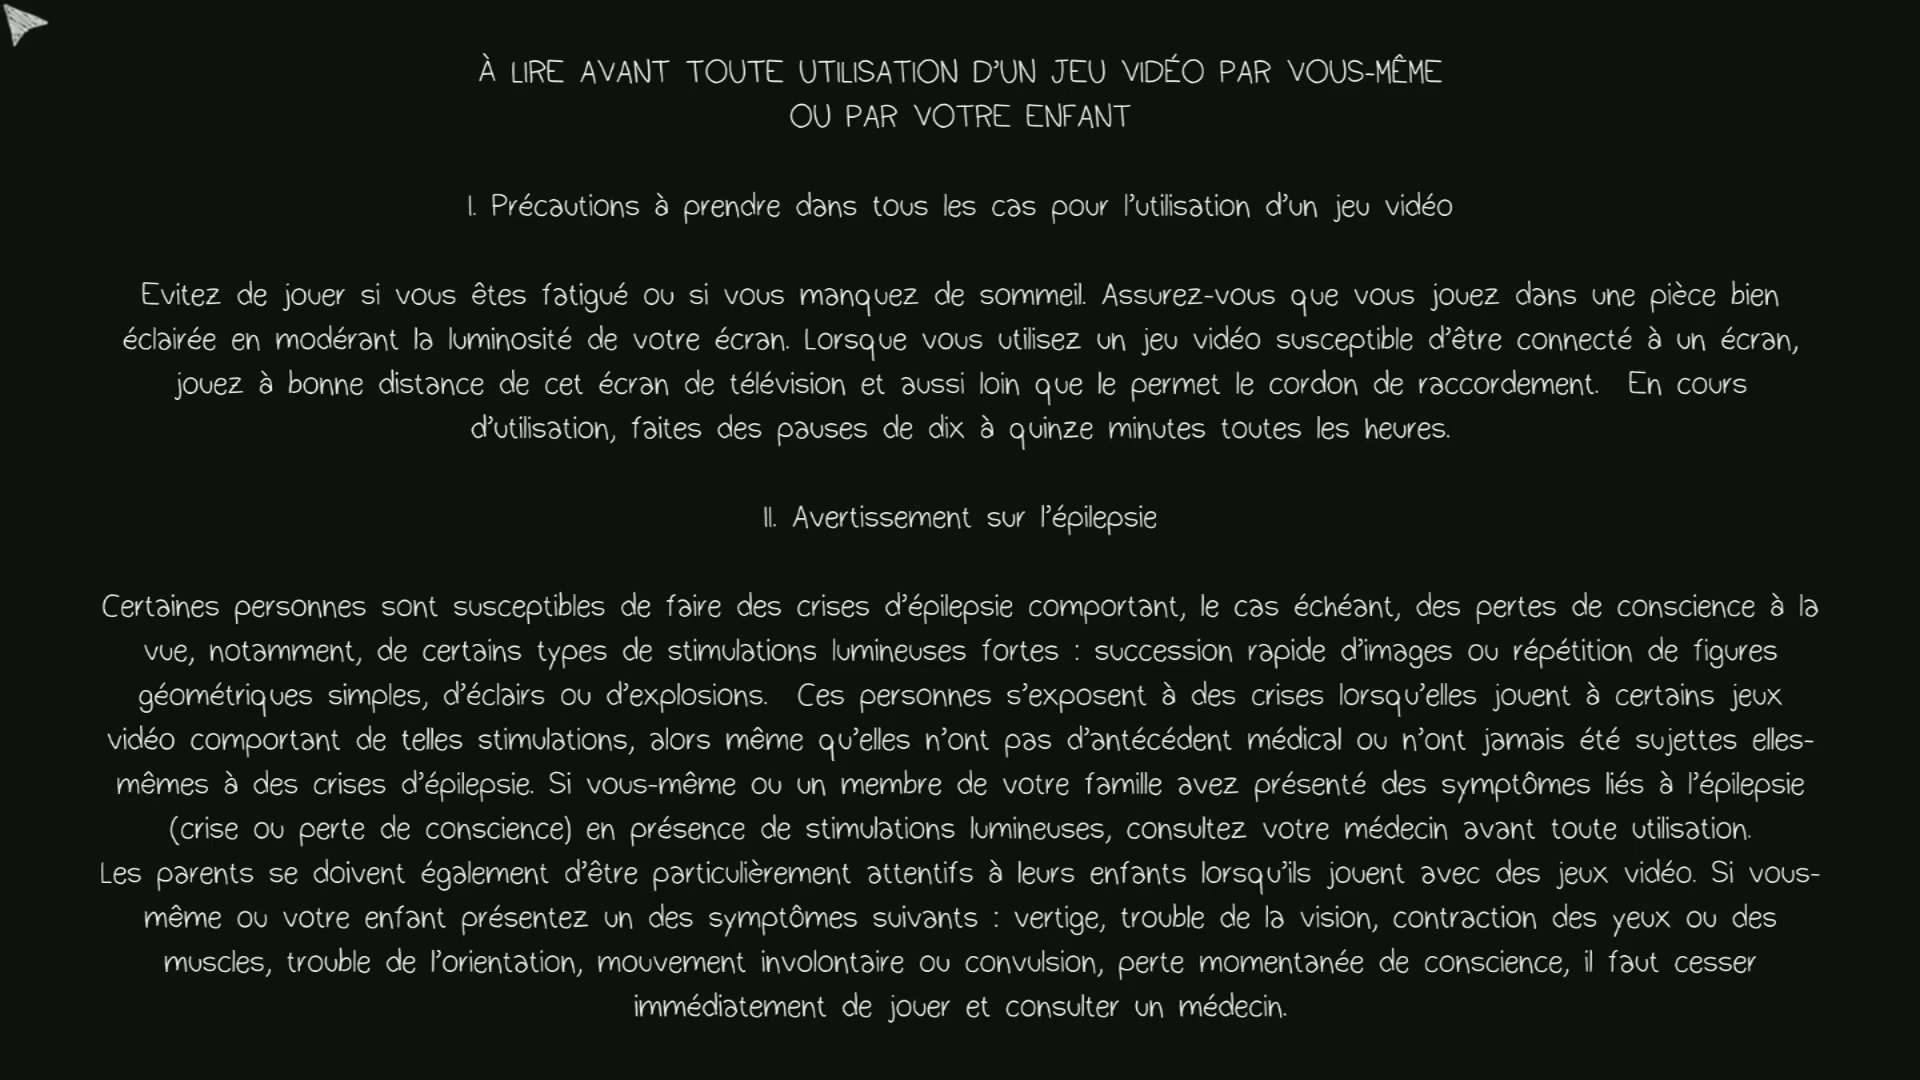 À LIRE AVANT TOUTE UTILISATION D'UN JEU VIDÉO PAR VOUS-MÊME
OU PAR VOTRE ENFANT
I. Précautions à prendre dans tous les cas pour l'utilisation d'un jeu vidéo
Evitez de jouer si vous êtes fatigué ou si vous manquez de sommeil. Assurez-vous que vous jouez dans une pièce bien
éclairée en modérant la luminosité de votre écran. Lorsque vous utilisez un jeu vidéo susceptible d'être connecté à un écran,
jouez à bonne distance de cet écran de télévision et aussi loin que le permet le cordon de raccordement.  En cours
d'utilisation, faites des pauses de dix à quinze minutes toutes les heures.
II. Avertissement sur l'épilepsie
Certaines personnes sont susceptibles de faire des crises d'épilepsie comportant, le cas échéant, des pertes de conscience à la
vue, notamment, de certains types de stimulations lumineuses fortes : succession rapide d'images ou répétition de figures
géométriques simples, d'éclairs ou d'explosions.  Ces personnes s'exposent à des crises lorsqu'elles jouent à certains jeux
vidéo comportant de telles stimulations, alors même qu'elles n'ont pas d'antécédent médical ou n'ont jamais été sujettes elles-
mêmes à des crises d'épilepsie. Si vous-même ou un membre de votre famille avez présenté des symptômes liés à l'épilepsie
(crise ou perte de conscience) en présence de stimulations lumineuses, consultez votre médecin avant toute utilisation.
Les parents se doivent également d'être particulièrement attentifs à leurs enfants lorsqu'ils jouent avec des jeux vidéo. Si vous-
même ou votre enfant présentez un des symptômes suivants : vertige, trouble de la vision, contraction des yeux ou des
muscles, trouble de l'orientation, mouvement involontaire ou convulsion, perte momentanée de conscience, il faut cesser
immédiatement de jouer et consulter un médecin.